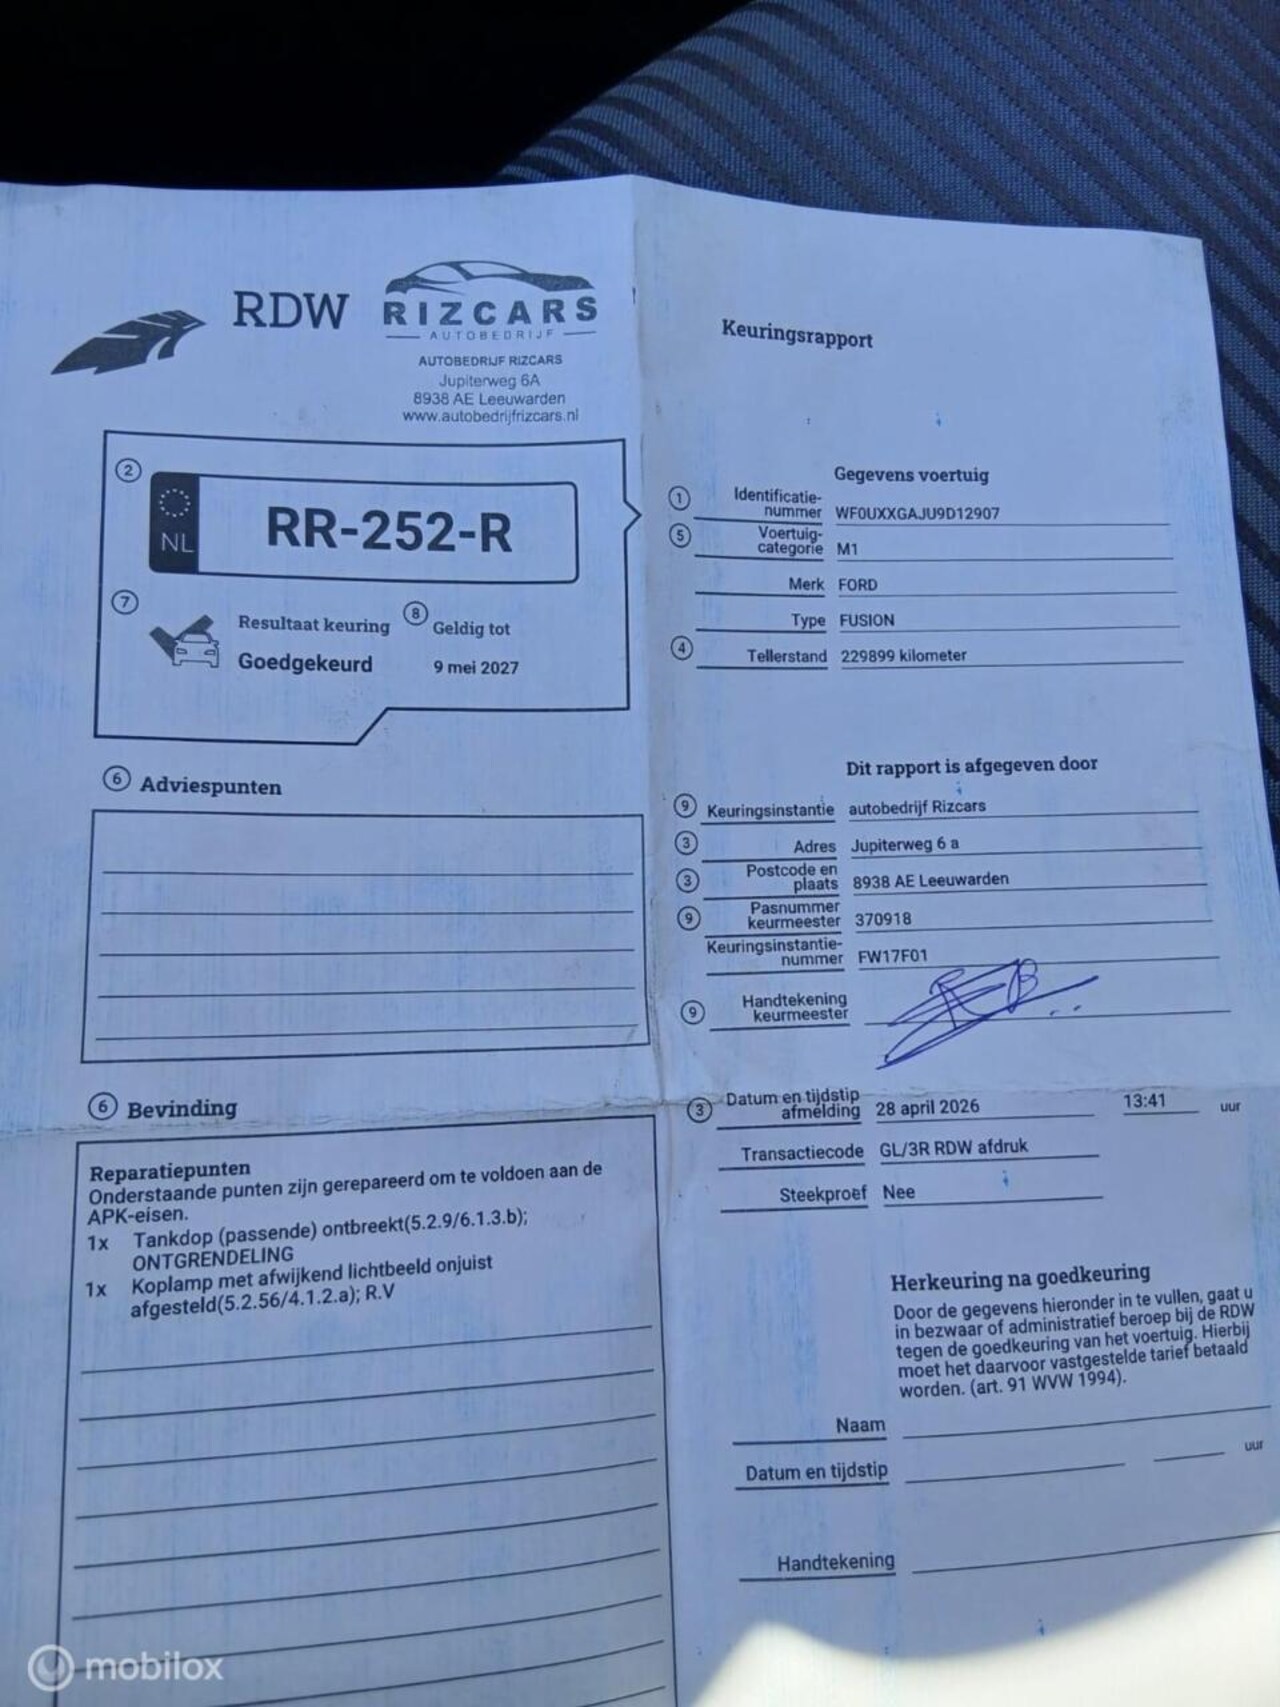 RDW
RIZCARS
AUTOBEDRIJF
AUTOBEDRIJF RIZCARS
Jupiterweg 6A
8938 AE Leeuwarden
www.autobedrijfrizcars.nl
2
NL
RR-252-R
7
Resultaat keuring
Goedgekeurd
8
Geldig tot
9 mei 2027
6 Adviespunten
6 Bevinding
Reparatiepunten
Onderstaande punten zijn gerepareerd om te voldoen aan de
APK-eisen.
1x Tankdop (passende) ontbreekt(5.2.9/6.1.3.b);
ONTGRENDELING
1x Koplamp met afwijkend lichtbeeld onjuist
afgesteld(5.2.56/4.1.2.a); R.V
Keuringsrapport
Gegevens voertuig
1 Identificatie-
nummer WF0UXXGAJU9D12907
5 Voertuig-
categorie M1
Merk FORD
Type FUSION
4 Tellerstand 229899 kilometer
Dit rapport is afgegeven door
9 Keuringsinstantie autobedrijf Rizcars
3 Adres Jupiterweg 6 a
3 Postcode en
plaats 8938 AE Leeuwarden
9 Pasnummer
keurmeester 370918
Keuringsinstantie-
nummer FW17F01
9 Handtekening
keurmeester
3 Datum en tijdstip
afmelding 28 april 2026 13:41 uur
Transactiecode GL/3R RDW afdruk
Steekproef Nee
Herkeuring na goedkeuring
Door de gegevens hieronder in te vullen, gaat u
in bezwaar of administratief beroep bij de RDW
tegen de goedkeuring van het voertuig. Hierbij
moet het daarvoor vastgestelde tarief betaald
worden. (art. 91 WVW 1994).
Naam
Datum en tijdstip uur
Handtekening
mobilox